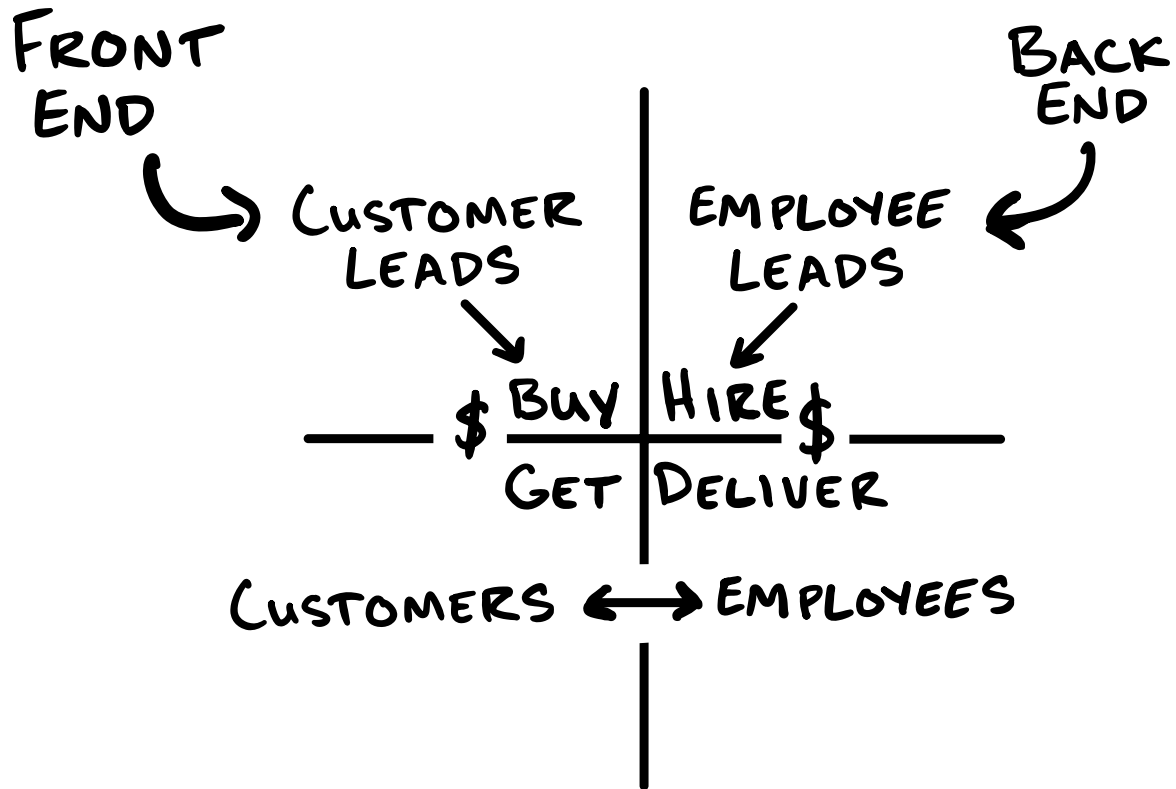 FRONT
END
BACK
END
CUSTOMER
LEADS
EMPLOYEE
LEADS
$ BUY HIRE $
GET DELIVER
CUSTOMERS EMPLOYEES